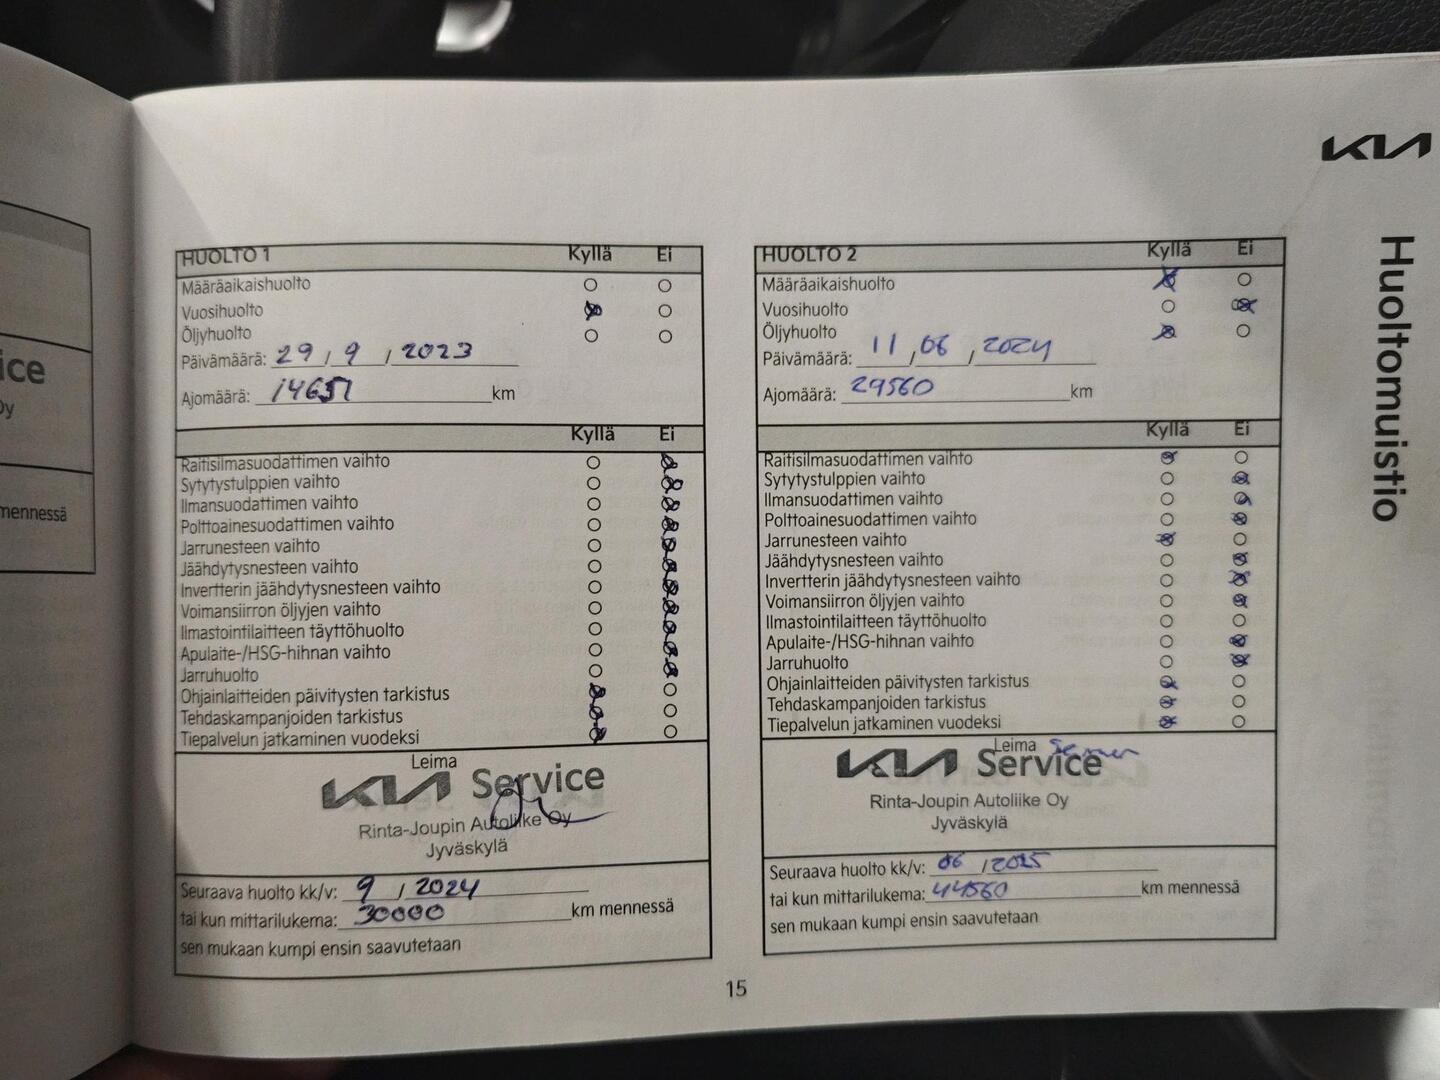 ice
Oy
mennessä
KIA
Huoltomuistio
HUOLTO 1 Kyllä Ei
Määräaikaishuolto
Vuosihuolto
Öljyhuolto
Päivämäärä: 29 / 9 / 2023
Ajomäärä: 14651 km
Kyllä Ei
Raitisilmasuodattimen vaihto
Sytytystulppien vaihto
Ilmansuodattimen vaihto
Polttoainesuodattimen vaihto
Jarrunesteen vaihto
Jäähdytysnesteen vaihto
Invertterin jäähdytysnesteen vaihto
Voimansiirron öljyjen vaihto
Ilmastointilaitteen täyttöhuolto
Apulaite-/HSG-hihnan vaihto
Jarruhuolto
Ohjainlaitteiden päivitysten tarkistus
Tehdaskampanjoiden tarkistus
Tiepalvelun jatkaminen vuodeksi
Leima
KIA Service
Rinta-Joupin Autoliike Oy
Jyväskylä
Seuraava huolto kk/v: 9 / 2024
tai kun mittarilukema: 30000 km mennessä
sen mukaan kumpi ensin saavutetaan
HUOLTO 2 Kyllä Ei
Määräaikaishuolto
Vuosihuolto
Öljyhuolto
Päivämäärä: 11 / 06 / 2024
Ajomäärä: 29560 km
Kyllä Ei
Raitisilmasuodattimen vaihto
Sytytystulppien vaihto
Ilmansuodattimen vaihto
Polttoainesuodattimen vaihto
Jarrunesteen vaihto
Jäähdytysnesteen vaihto
Invertterin jäähdytysnesteen vaihto
Voimansiirron öljyjen vaihto
Ilmastointilaitteen täyttöhuolto
Apulaite-/HSG-hihnan vaihto
Jarruhuolto
Ohjainlaitteiden päivitysten tarkistus
Tehdaskampanjoiden tarkistus
Tiepalvelun jatkaminen vuodeksi
Leima
KIA Service
Rinta-Joupin Autoliike Oy
Jyväskylä
Seuraava huolto kk/v: 06 / 2025
tai kun mittarilukema: 44560 km mennessä
sen mukaan kumpi ensin saavutetaan
15